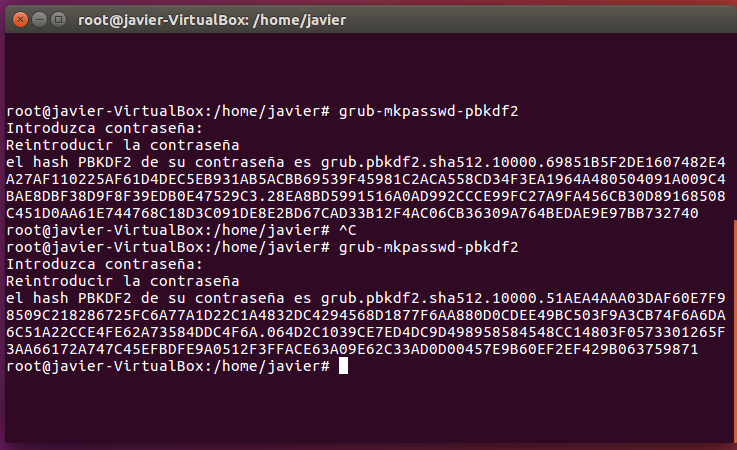 root@javier-VirtualBox: /home/javier
root@javier-VirtualBox:/home/javier# grub-mkpasswd-pbkdf2
Introduzca contraseña:
Reintroducir la contraseña
el hash PBKDF2 de su contraseña es grub.pbkdf2.sha512.10000.69851B5F2DE1607482E4
A27AF110225AF61D4DEC5EB931AB5ACBB69539F45981C2ACA558CD34F3EA1964A480504091A009C4
BAE8DBF38D9F8F39EDB0E47529C3.28EA8BD5991516A0AD992CCCE99FC27A9FA456CB30D89168508
C451D0AA61E744768C18D3C091DE8E2BD67CAD33B12F4AC06CB36309A764BEDAE9E97BB732740
root@javier-VirtualBox:/home/javier# ^C
root@javier-VirtualBox:/home/javier# grub-mkpasswd-pbkdf2
Introduzca contraseña:
Reintroducir la contraseña
el hash PBKDF2 de su contraseña es grub.pbkdf2.sha512.10000.51AEA4AAA03DAF60E7F9
8509C218286725FC6A77A1D22C1A4832DC4294568D1877F6AA880D0CDEE49BC503F9A3CB74F6A6DA
6C51A22CCE4FE62A73584DDC4F6A.064D2C1039CE7ED4DC9D498958584548CC14803F0573301265F
3AA66172A747C45EFBDFE9A0512F3FFACE63A09E62C33AD0D00457E9B60EF2EF429B063759871
root@javier-VirtualBox:/home/javier#